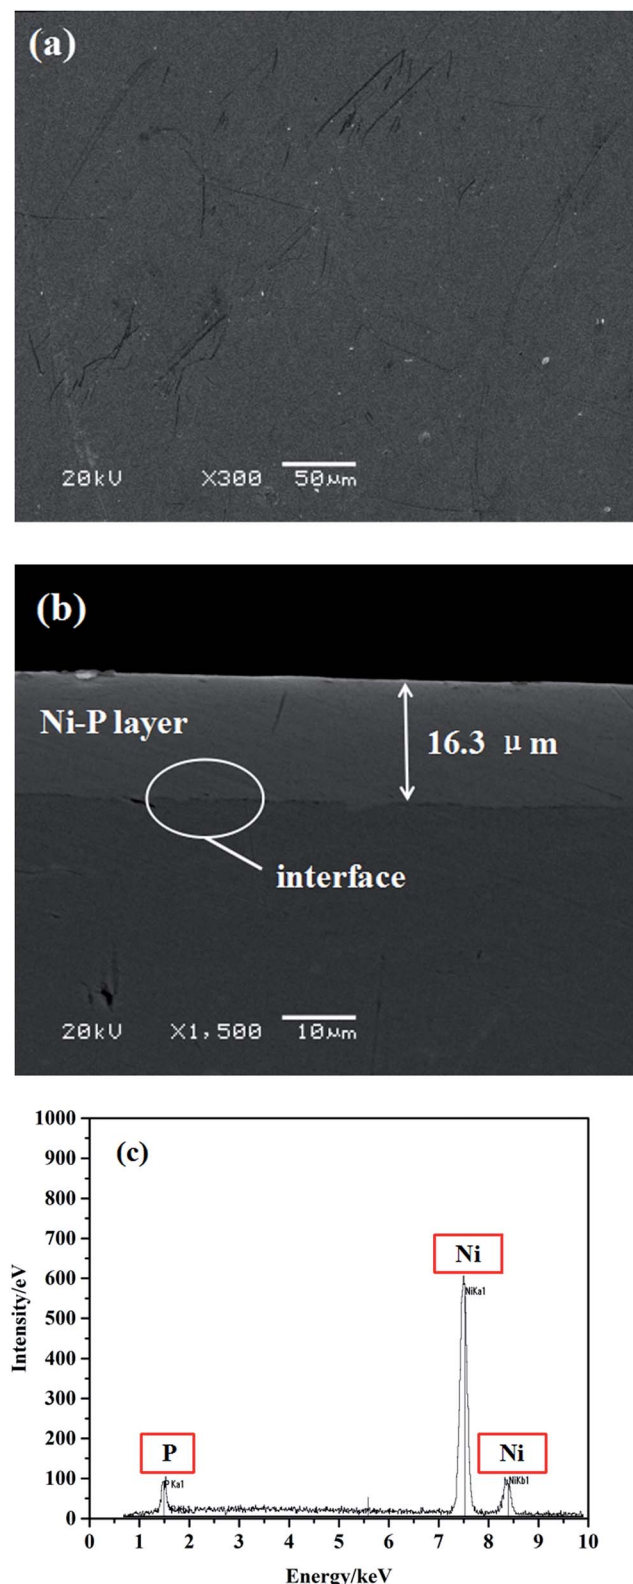 (a)
20kV X300 50μm
(b)
Ni-P layer
16.3 μm
interface
20kV X1,500 10μm
1000
900
800
700
600
500
400
300
200
100
0
Intensity/eV
(c)
Ni
NiKa1
P
P Ka1
Ni
NiKb1
0 1 2 3 4 5 6 7 8 9 10
Energy/keV